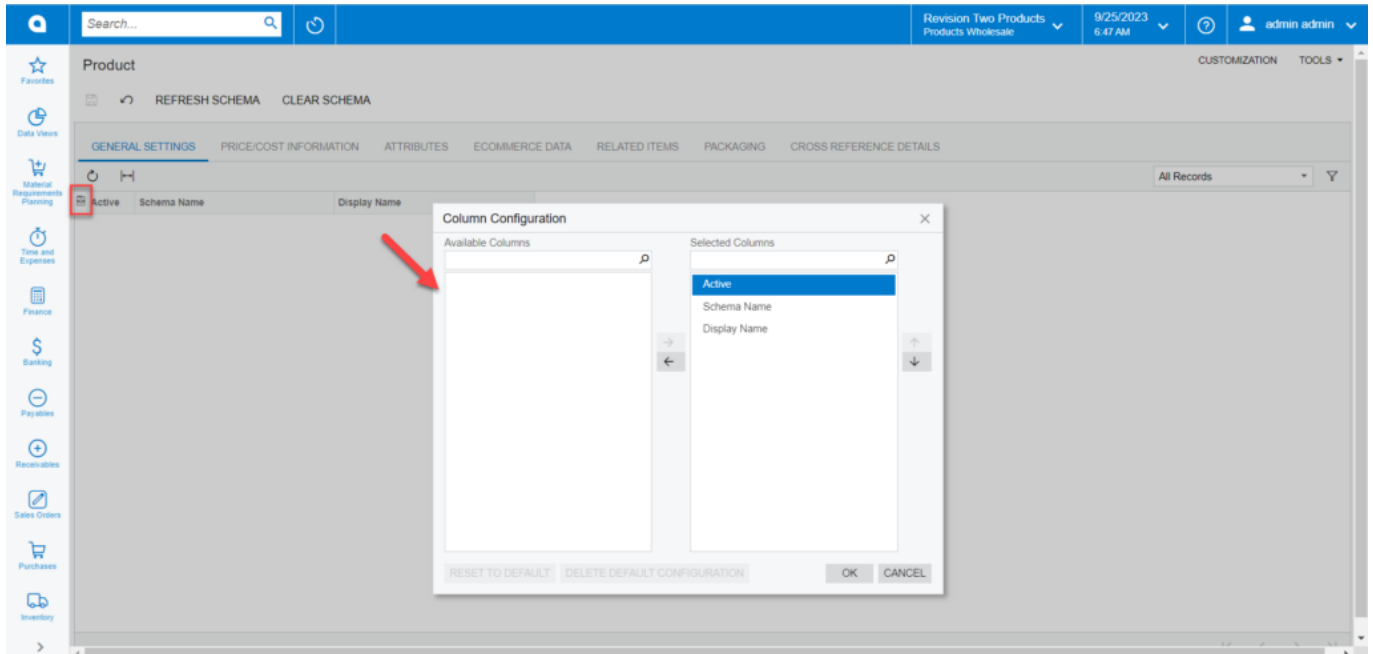 Search...
Revision Two Products
Products Wholesale
9/25/2023
6:47 AM
admin admin
Favorites
Data Views
Material
Requirements
Planning
Time and
Expenses
Finance
Banking
Payables
Receivables
Sales Orders
Purchases
Inventory
Product
CUSTOMIZATION TOOLS
REFRESH SCHEMA CLEAR SCHEMA
GENERAL SETTINGS PRICE/COST INFORMATION ATTRIBUTES ECOMMERCE DATA RELATED ITEMS PACKAGING CROSS REFERENCE DETAILS
All Records
Active Schema Name Display Name
Column Configuration
Available Columns Selected Columns
Active
Schema Name
Display Name
RESET TO DEFAULT DELETE DEFAULT CONFIGURATION OK CANCEL